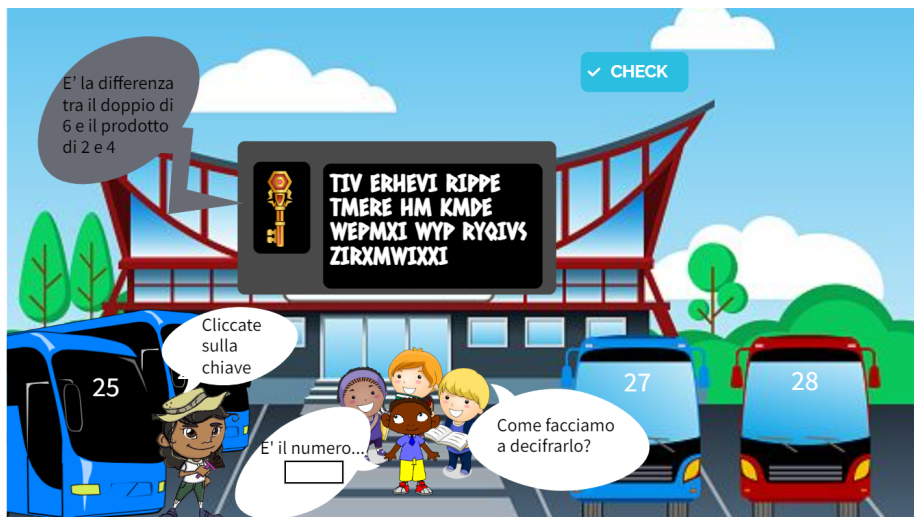 CHECK
E' la differenza
tra il doppio di
6 e il prodotto
di 2 e 4
TIV ERHEVI RIPPE
TMERE HM KMDE
WEPMXI WYP RYQIVS
ZIRXMWIXXI
Cliccate
sulla
chiave
25
27
28
Come facciamo
a decifrarlo?
E' il numero...